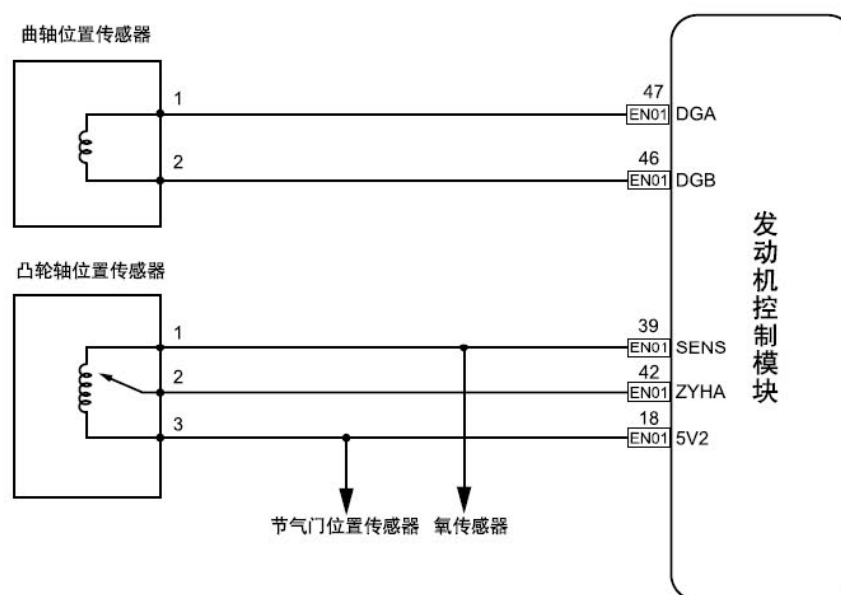 曲轴位置传感器
1
47
EN01 DGA
2
46
EN01 DGB
发动机控制模块
凸轮轴位置传感器
1
39
EN01 SENS
2
42
EN01 ZYHA
3
18
EN01 5V2
节气门位置传感器 氧传感器